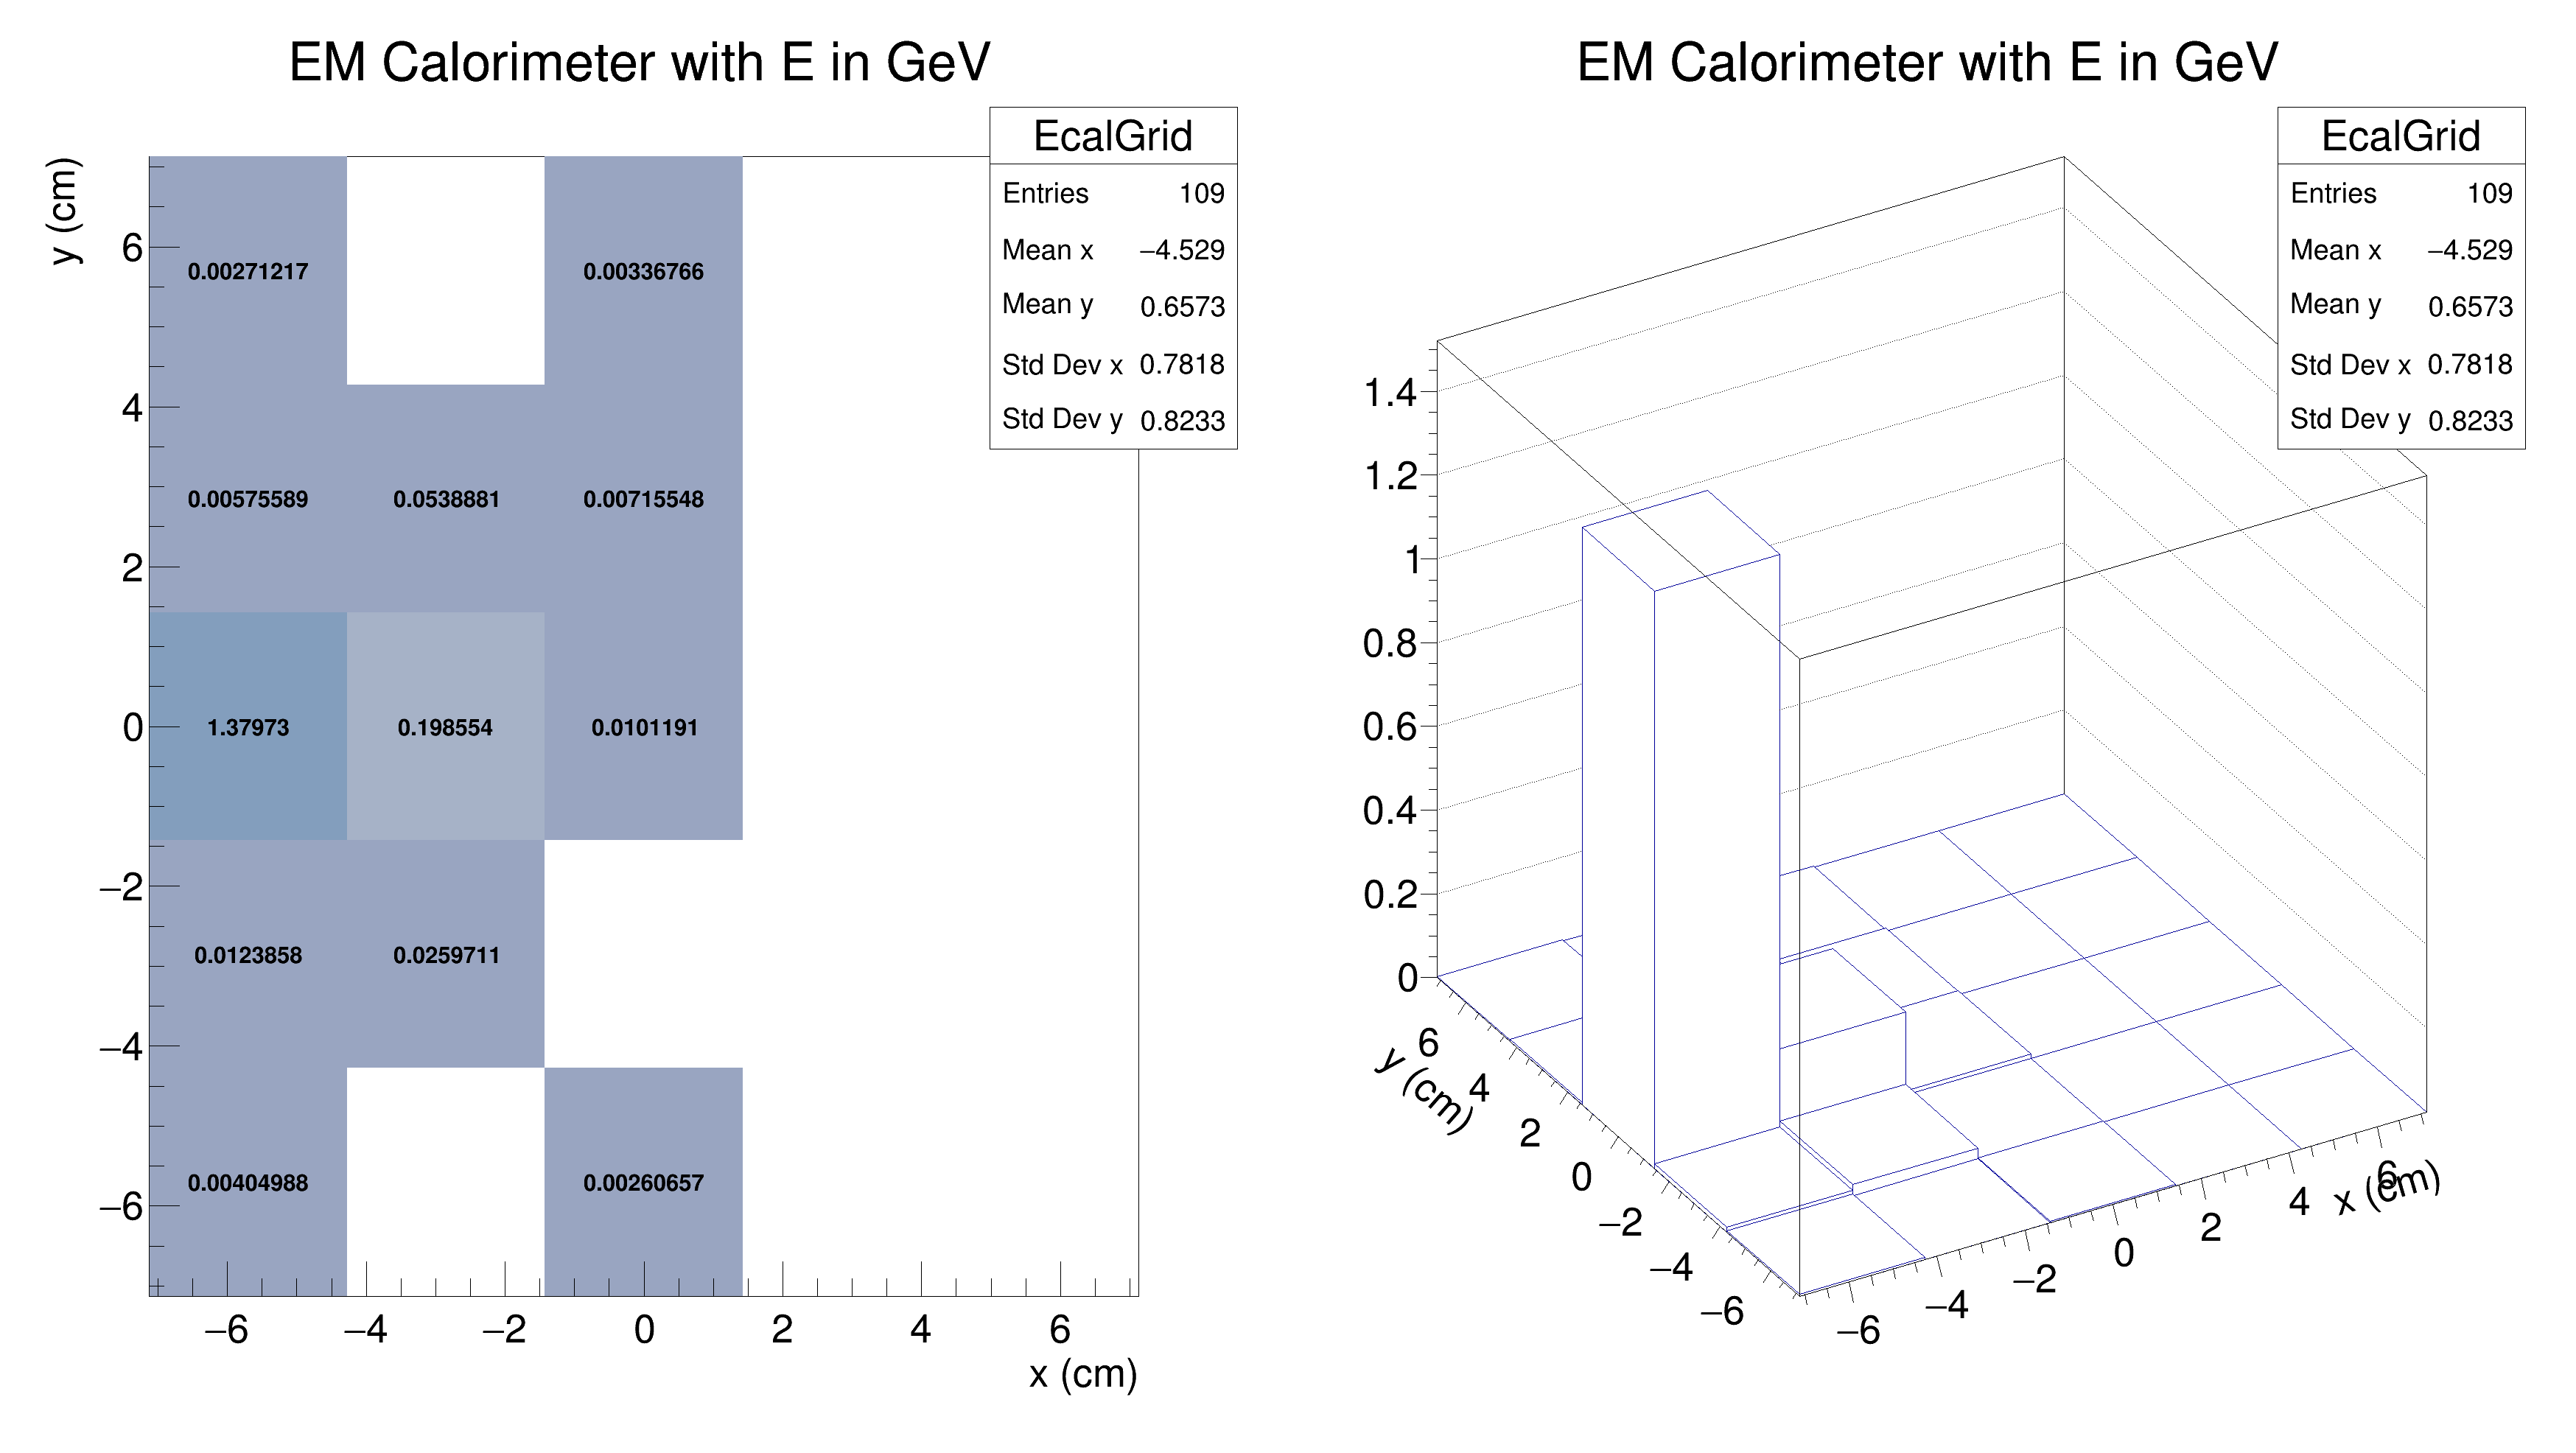 EM Calorimeter with E in GeV
EcalGrid
Entries 109
Mean x −4.529
Mean y 0.6573
Std Dev x 0.7818
Std Dev y 0.8233
y (cm)
6
4
2
0
−2
−4
−6
0.00271217 0.00336766
0.00575589 0.0538881 0.00715548
1.37973 0.198554 0.0101191
0.0123858 0.0259711
0.00404988 0.00260657
−6 −4 −2 0 2 4 6
x (cm)
EM Calorimeter with E in GeV
EcalGrid
Entries 109
Mean x −4.529
Mean y 0.6573
Std Dev x 0.7818
Std Dev y 0.8233
1.4
1.2
1
0.8
0.6
0.4
0.2
0
y (cm)
6
4
2
0
−2
−4
−6
−6
−4
−2
0
2
4
6
x (cm)